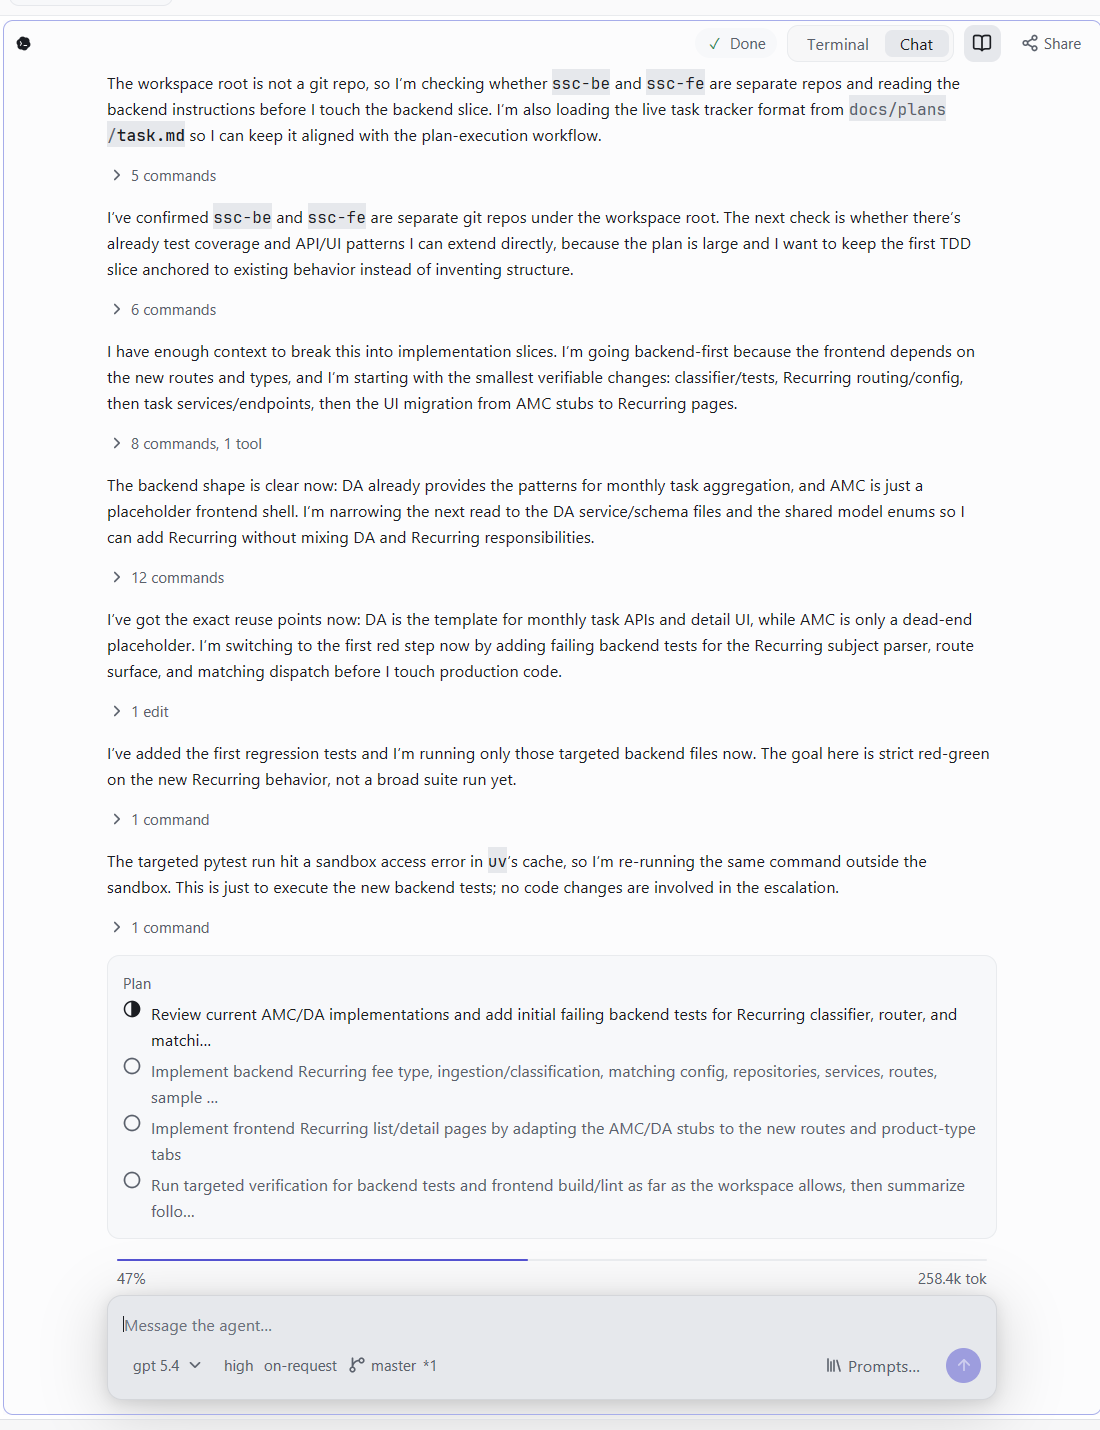 Done
Terminal
Chat
Share
The workspace root is not a git repo, so I'm checking whether ssc-be and ssc-fe are separate repos and reading the
backend instructions before I touch the backend slice. I'm also loading the live task tracker format from docs/plans
/task.md so I can keep it aligned with the plan-execution workflow.
5 commands
I've confirmed ssc-be and ssc-fe are separate git repos under the workspace root. The next check is whether there's
already test coverage and API/UI patterns I can extend directly, because the plan is large and I want to keep the first TDD
slice anchored to existing behavior instead of inventing structure.
6 commands
I have enough context to break this into implementation slices. I'm going backend-first because the frontend depends on
the new routes and types, and I'm starting with the smallest verifiable changes: classifier/tests, Recurring routing/config,
then task services/endpoints, then the UI migration from AMC stubs to Recurring pages.
8 commands, 1 tool
The backend shape is clear now: DA already provides the patterns for monthly task aggregation, and AMC is just a
placeholder frontend shell. I'm narrowing the next read to the DA service/schema files and the shared model enums so I
can add Recurring without mixing DA and Recurring responsibilities.
12 commands
I've got the exact reuse points now: DA is the template for monthly task APIs and detail UI, while AMC is only a dead-end
placeholder. I'm switching to the first red step now by adding failing backend tests for the Recurring subject parser, route
surface, and matching dispatch before I touch production code.
1 edit
I've added the first regression tests and I'm running only those targeted backend files now. The goal here is strict red-green
on the new Recurring behavior, not a broad suite run yet.
1 command
The targeted pytest run hit a sandbox access error in uv's cache, so I'm re-running the same command outside the
sandbox. This is just to execute the new backend tests; no code changes are involved in the escalation.
1 command
Plan
Review current AMC/DA implementations and add initial failing backend tests for Recurring classifier, router, and
matchi...
Implement backend Recurring fee type, ingestion/classification, matching config, repositories, services, routes,
sample ...
Implement frontend Recurring list/detail pages by adapting the AMC/DA stubs to the new routes and product-type
tabs
Run targeted verification for backend tests and frontend build/lint as far as the workspace allows, then summarize
follo...
47%
258.4k tok
Message the agent...
gpt 5.4
high
on-request
master *1
Prompts...